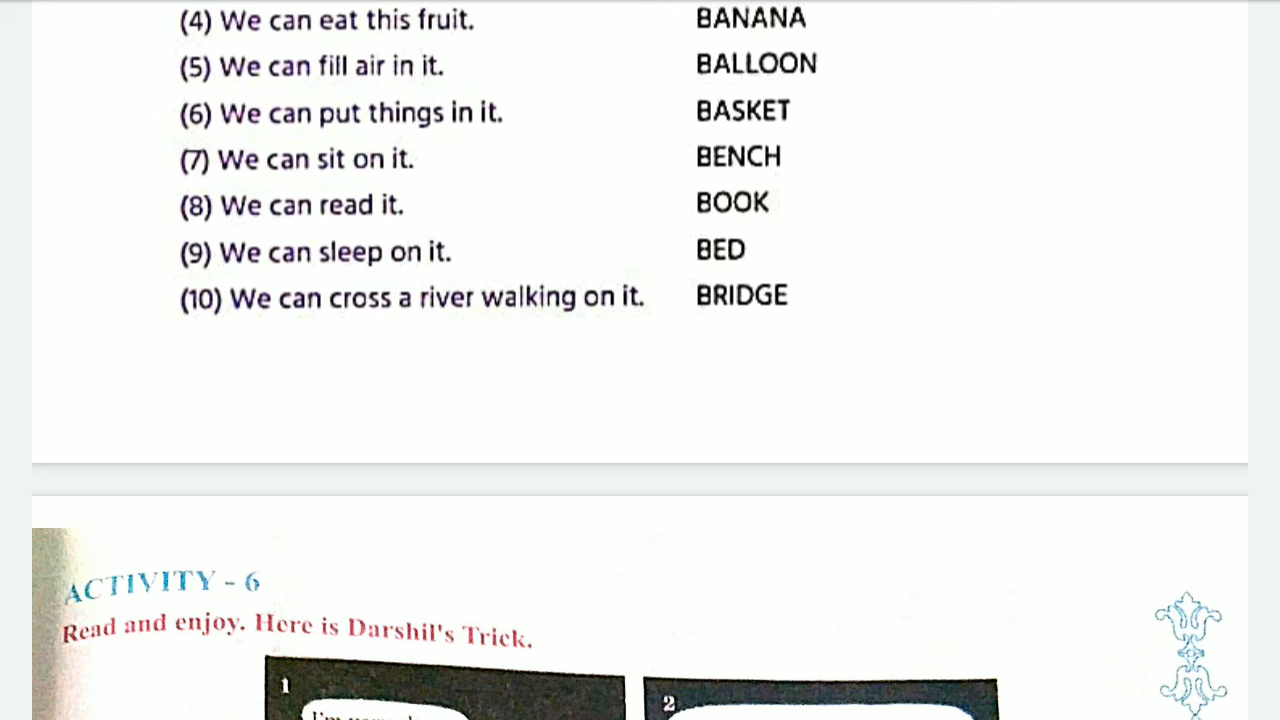 (4) We can eat this fruit. BANANA
(5) We can fill air in it. BALLOON
(6) We can put things in it. BASKET
(7) We can sit on it. BENCH
(8) We can read it. BOOK
(9) We can sleep on it. BED
(10) We can cross a river walking on it. BRIDGE
ACTIVITY - 6
Read and enjoy. Here is Darshil's Trick.
1
2
I'm